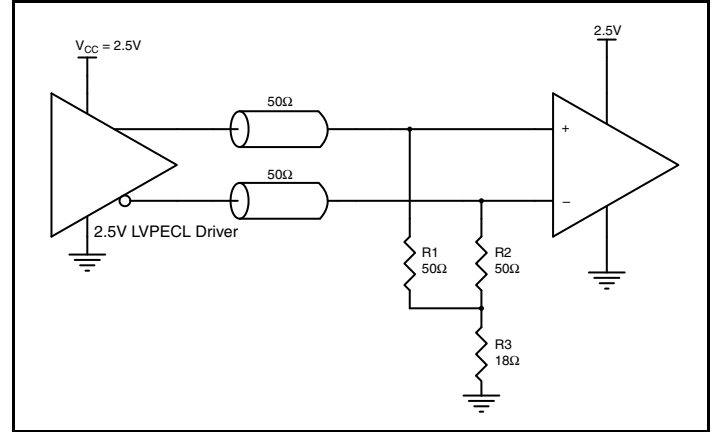 V_CC = 2.5V
2.5V
50Ω
+
50Ω
–
2.5V LVPECL Driver
R1
50Ω
R2
50Ω
R3
18Ω